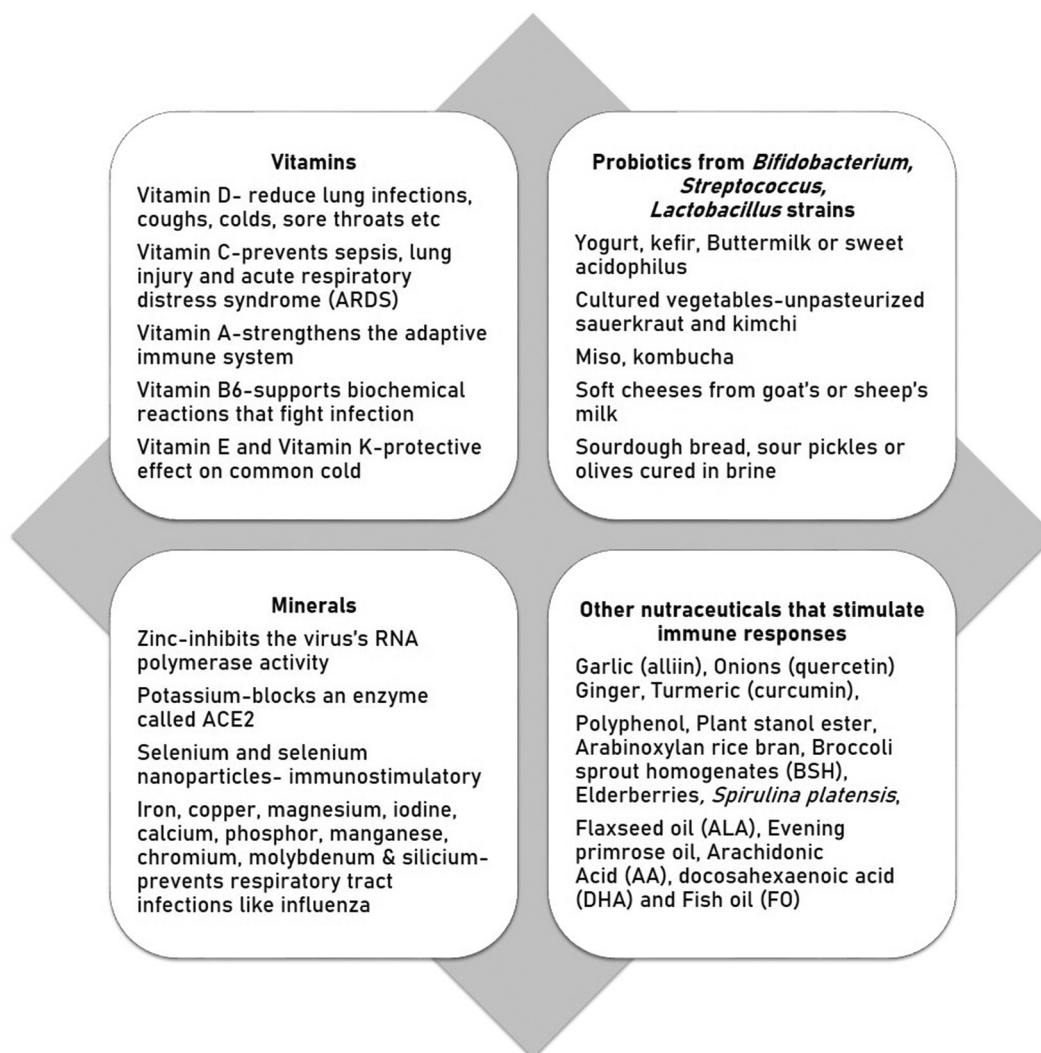 Vitamins
Vitamin D- reduce lung infections,
coughs, colds, sore throats etc
Vitamin C-prevents sepsis, lung
injury and acute respiratory
distress syndrome (ARDS)
Vitamin A-strengthens the adaptive
immune system
Vitamin B6-supports biochemical
reactions that fight infection
Vitamin E and Vitamin K-protective
effect on common cold
Probiotics from Bifidobacterium,
Streptococcus,
Lactobacillus strains
Yogurt, kefir, Buttermilk or sweet
acidophilus
Cultured vegetables-unpasteurized
sauerkraut and kimchi
Miso, kombucha
Soft cheeses from goat's or sheep's
milk
Sourdough bread, sour pickles or
olives cured in brine
Minerals
Zinc-inhibits the virus's RNA
polymerase activity
Potassium-blocks an enzyme
called ACE2
Selenium and selenium
nanoparticles- immunostimulatory
Iron, copper, magnesium, iodine,
calcium, phosphor, manganese,
chromium, molybdenum & silicium-
prevents respiratory tract
infections like influenza
Other nutraceuticals that stimulate
immune responses
Garlic (alliin), Onions (quercetin)
Ginger, Turmeric (curcumin),
Polyphenol, Plant stanol ester,
Arabinoxylan rice bran, Broccoli
sprout homogenates (BSH),
Elderberries, Spirulina platensis,
Flaxseed oil (ALA), Evening
primrose oil, Arachidonic
Acid (AA), docosahexaenoic acid
(DHA) and Fish oil (FO)